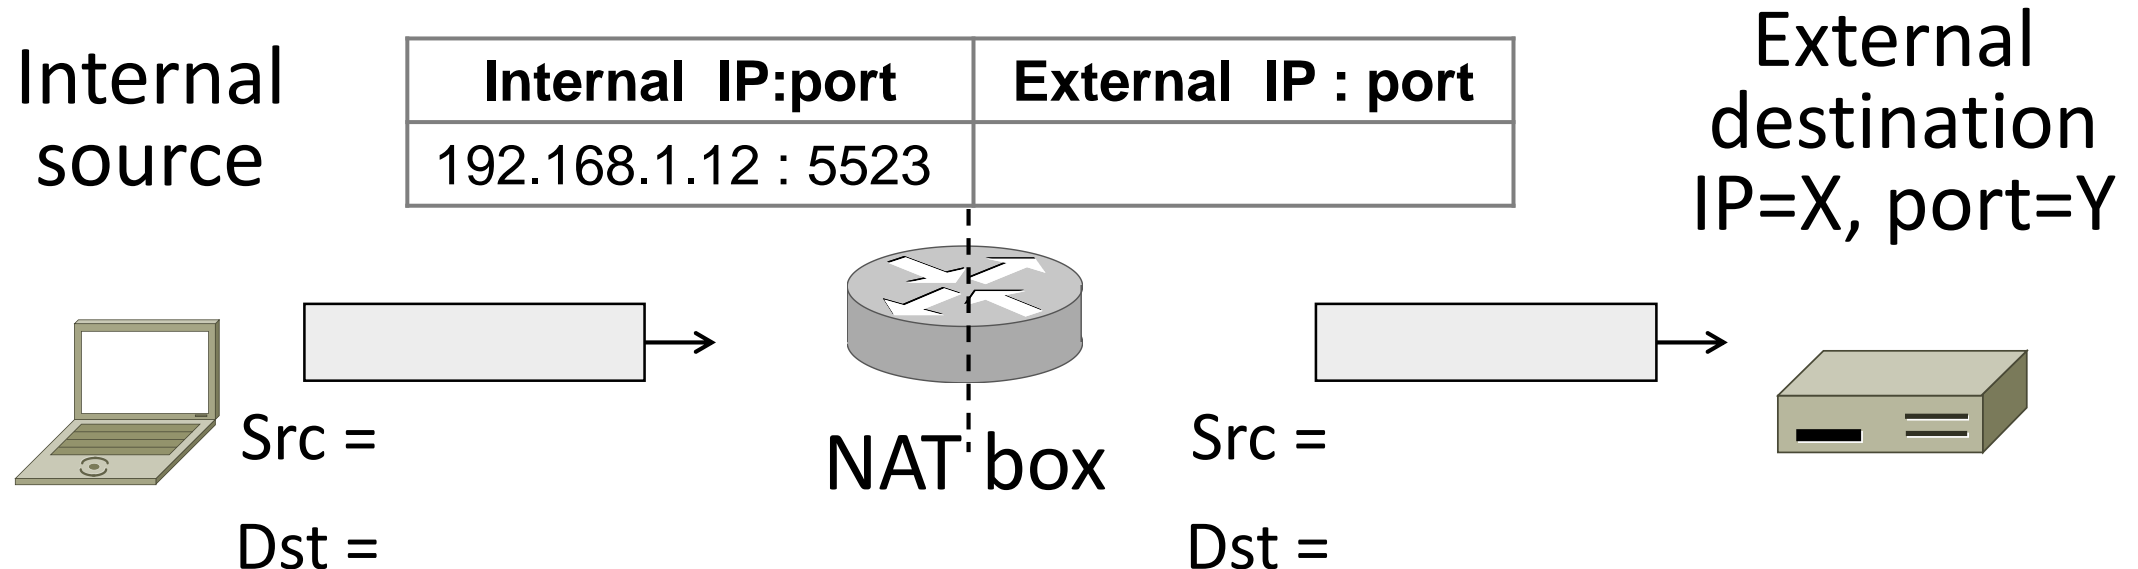 Internal
source
Internal IP:port
External IP : port
192.168.1.12 : 5523
External
destination
IP=X, port=Y
Src =
Dst =
NAT box
Src =
Dst =